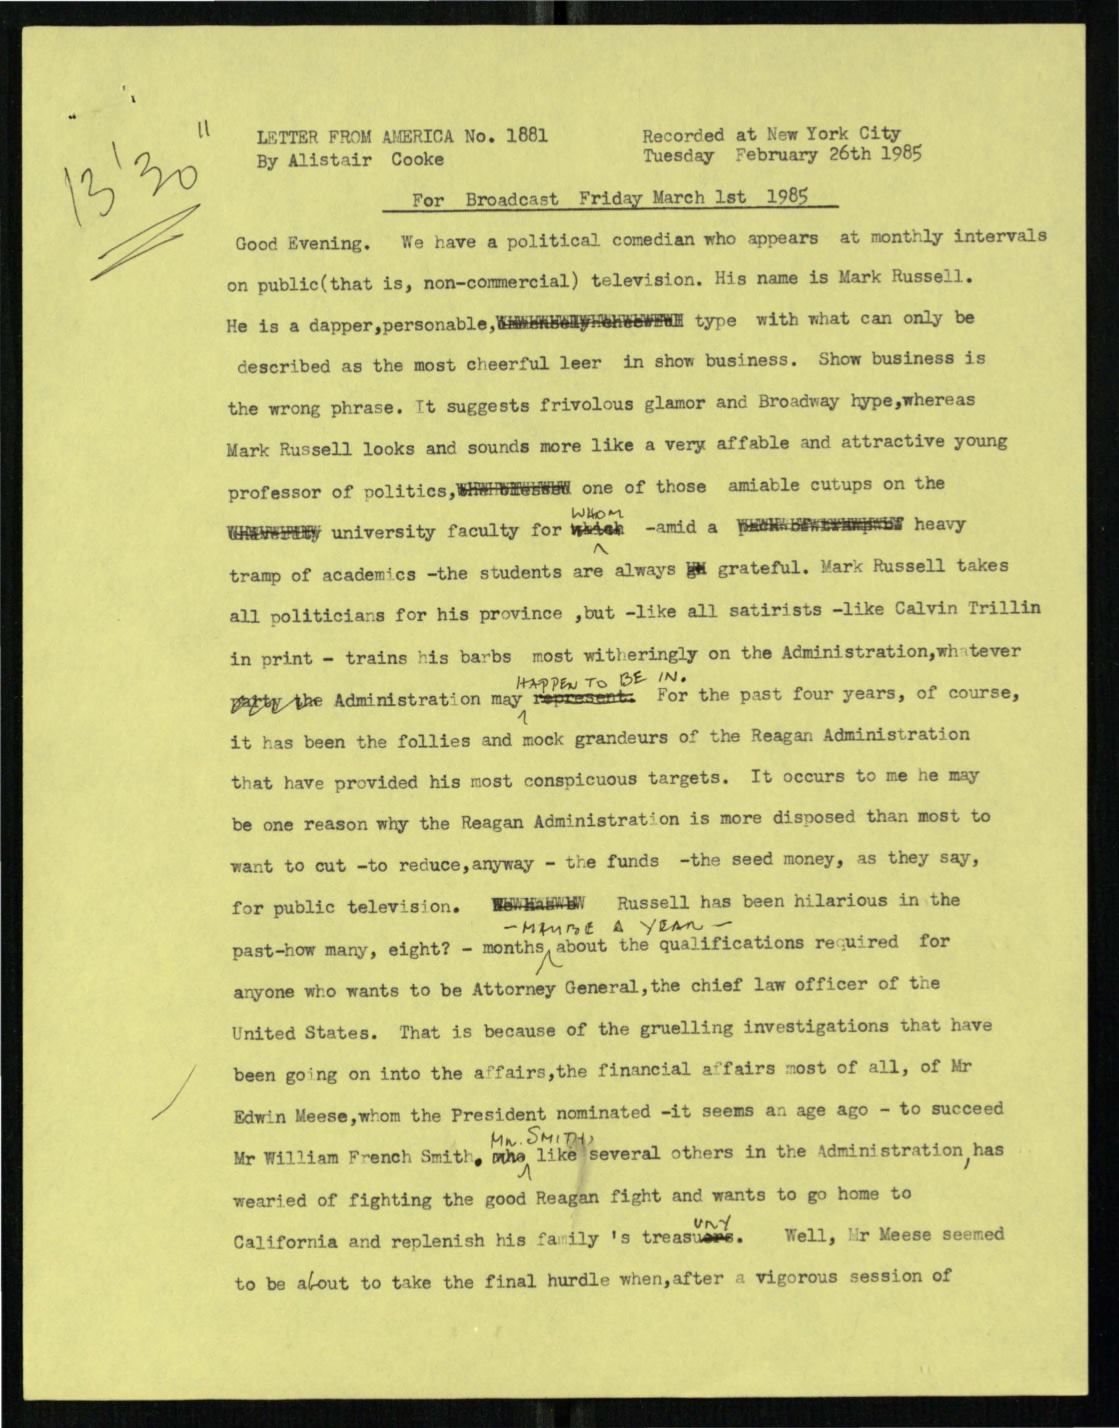 13'30"
LETTER FROM AMERICA No. 1881
By Alistair Cooke
Recorded at New York City
Tuesday February 26th 1985
For Broadcast Friday March 1st 1985
Good Evening. We have a political comedian who appears at monthly intervals
on public(that is, non-commercial) television. His name is Mark Russell.
He is a dapper,personable, type with what can only be
described as the most cheerful leer in show business. Show business is
the wrong phrase. It suggests frivolous glamor and Broadway hype,whereas
Mark Russell looks and sounds more like a very affable and attractive young
professor of politics, one of those amiable cutups on the
WHOM
university university faculty for which -amid a heavy
tramp of academics -the students are always grateful. Mark Russell takes
all politicians for his province ,but -like all satirists -like Calvin Trillin
in print - trains his barbs most witheringly on the Administration,whatever
HAPPEN TO BE IN.
party the Administration may represent. For the past four years, of course,
it has been the follies and mock grandeurs of the Reagan Administration
that have provided his most conspicuous targets. It occurs to me he may
be one reason why the Reagan Administration is more disposed than most to
want to cut -to reduce,anyway - the funds -the seed money, as they say,
for public television. Russell has been hilarious in the
-MAYBE A YEAR-
past-how many, eight? - months about the qualifications required for
anyone who wants to be Attorney General,the chief law officer of the
United States. That is because of the gruelling investigations that have
been going on into the affairs,the financial affairs most of all, of Mr
Edwin Meese,whom the President nominated -it seems an age ago - to succeed
MR. SMITH,
Mr William French Smith. who like several others in the Administration, has
wearied of fighting the good Reagan fight and wants to go home to
URY
California and replenish his family 's treasuers. Well, Mr Meese seemed
to be about to take the final hurdle when,after a vigorous session of